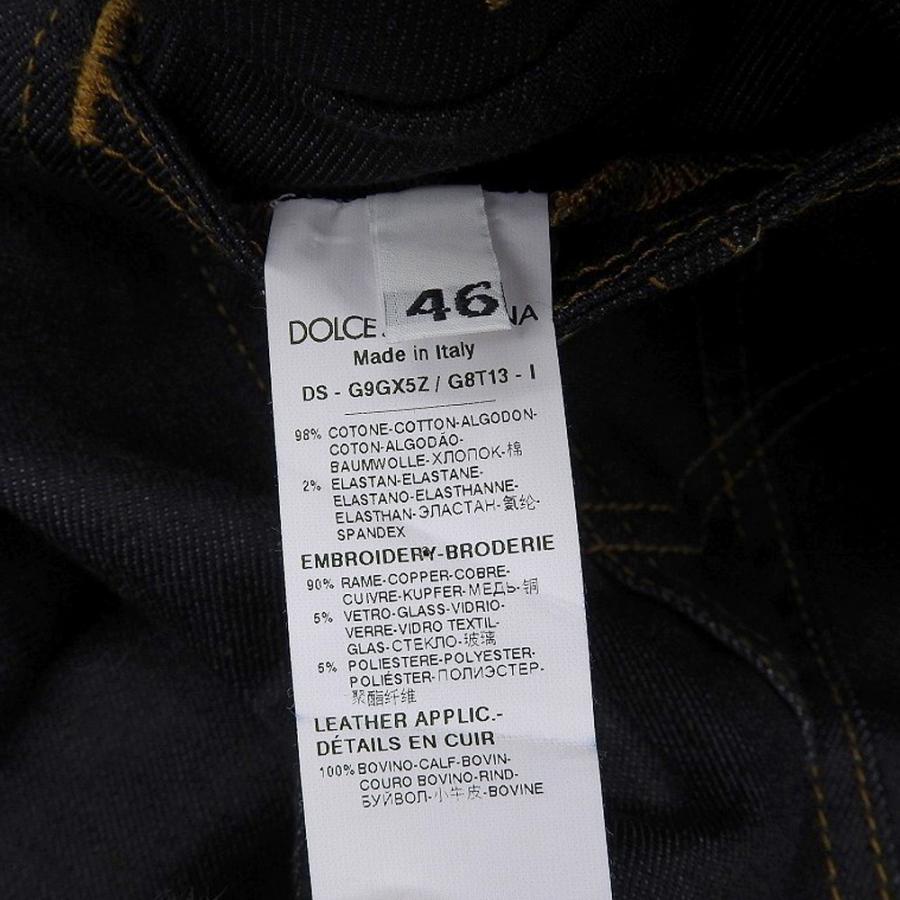 46
DOLCE NA
Made in Italy
DS - G9GX5Z / G8T13 - I
98% COTONE-COTTON-ALGODON-
COTON-ALGODÃO-
BAUMWOLLE-ХЛОПОК-棉
2% ELASTAN-ELASTANE-
ELASTANO-ELASTHANNE-
ELASTHAN-ЭЛАСТАН-氨纶-
SPANDEX
EMBROIDERY-BRODERIE
90% RAME-COPPER-COBRE-
CUIVRE-KUPFER-МЕДЬ-铜
5% VETRO-GLASS-VIDRIO-
VERRE-VIDRO TEXTIL-
GLAS-СТЕКЛО-玻璃
5% POLIESTERE-POLYESTER-
POLIÉSTER-ПОЛИЭСТЕР-
聚酯纤维
LEATHER APPLIC.-
DÉTAILS EN CUIR
100% BOVINO-CALF-BOVIN-
COURO BOVINO-RIND-
БУЙВОЛ-小牛皮-BOVINE